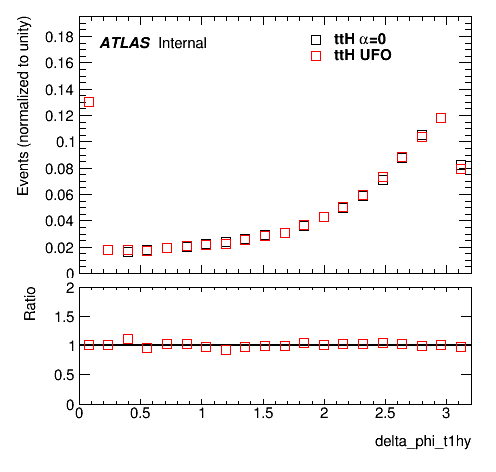 ATLAS Internal
ttH α=0
ttH UFO
Events (normalized to unity)
0.18
0.16
0.14
0.12
0.1
0.08
0.06
0.04
0.02
0
Ratio
2
1.5
1
0.5
0
0 0.5 1 1.5 2 2.5 3
delta_phi_t1hy